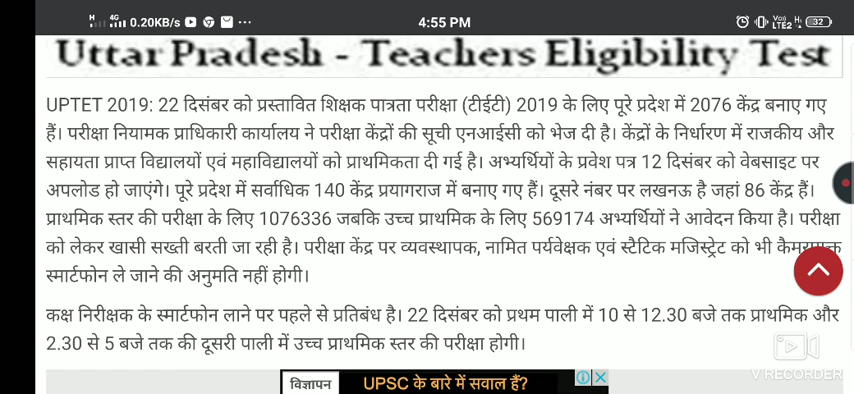 H 4G 0.20KB/s ... 4:55 PM Vo)) LTE2 H 32
Uttar Pradesh - Teachers Eligibility Test
UPTET 2019: 22 दिसंबर को प्रस्तावित शिक्षक पात्रता परीक्षा (टीईटी) 2019 के लिए पूरे प्रदेश में 2076 केंद्र बनाए गए
हैं। परीक्षा नियामक प्राधिकारी कार्यालय ने परीक्षा केंद्रों की सूची एनआईसी को भेज दी है। केंद्रों के निर्धारण में राजकीय और
सहायता प्राप्त विद्यालयों एवं महाविद्यालयों को प्राथमिकता दी गई है। अभ्यर्थियों के प्रवेश पत्र 12 दिसंबर को वेबसाइट पर
अपलोड हो जाएंगे। पूरे प्रदेश में सर्वाधिक 140 केंद्र प्रयागराज में बनाए गए हैं। दूसरे नंबर पर लखनऊ है जहां 86 केंद्र हैं।
प्राथमिक स्तर की परीक्षा के लिए 1076336 जबकि उच्च प्राथमिक के लिए 569174 अभ्यर्थियों ने आवेदन किया है। परीक्षा
को लेकर खासी सख्ती बरती जा रही है। परीक्षा केंद्र पर व्यवस्थापक, नामित पर्यवेक्षक एवं स्टैटिक मजिस्ट्रेट को भी
स्मार्टफोन ले जाने की अनुमति नहीं होगी।
कक्ष निरीक्षक के स्मार्टफोन लाने पर पहले से प्रतिबंध है। 22 दिसंबर को प्रथम पाली में 10 से 12.30 बजे तक प्राथमिक और
2.30 से 5 बजे तक की दूसरी पाली में उच्च प्राथमिक स्तर की परीक्षा होगी।
V RECORDER
विज्ञापन UPSC के बारे में सवाल हैं?